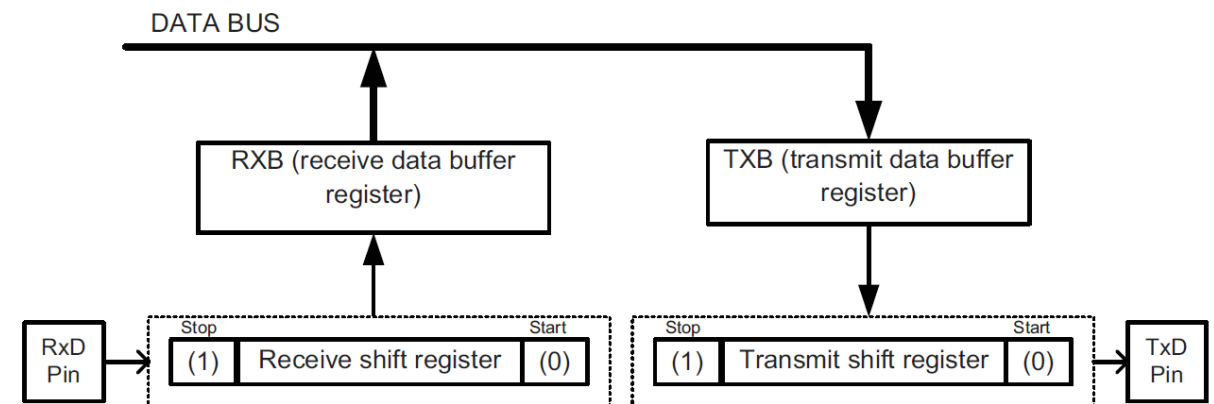 DATA BUS
RXB (receive data buffer
register)
TXB (transmit data buffer
register)
RxD
Pin
Stop
Start
(1)
Receive shift register
(0)
Stop
Start
(1)
Transmit shift register
(0)
TxD
Pin